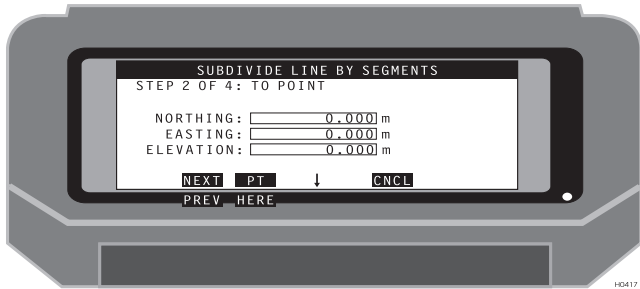 SUBDIVIDE LINE BY SEGMENTS
STEP 2 OF 4: TO POINT
NORTHING: 0.000 m
EASTING: 0.000 m
ELEVATION: 0.000 m
NEXT PT ↓ CNCL
PREV HERE
H0417